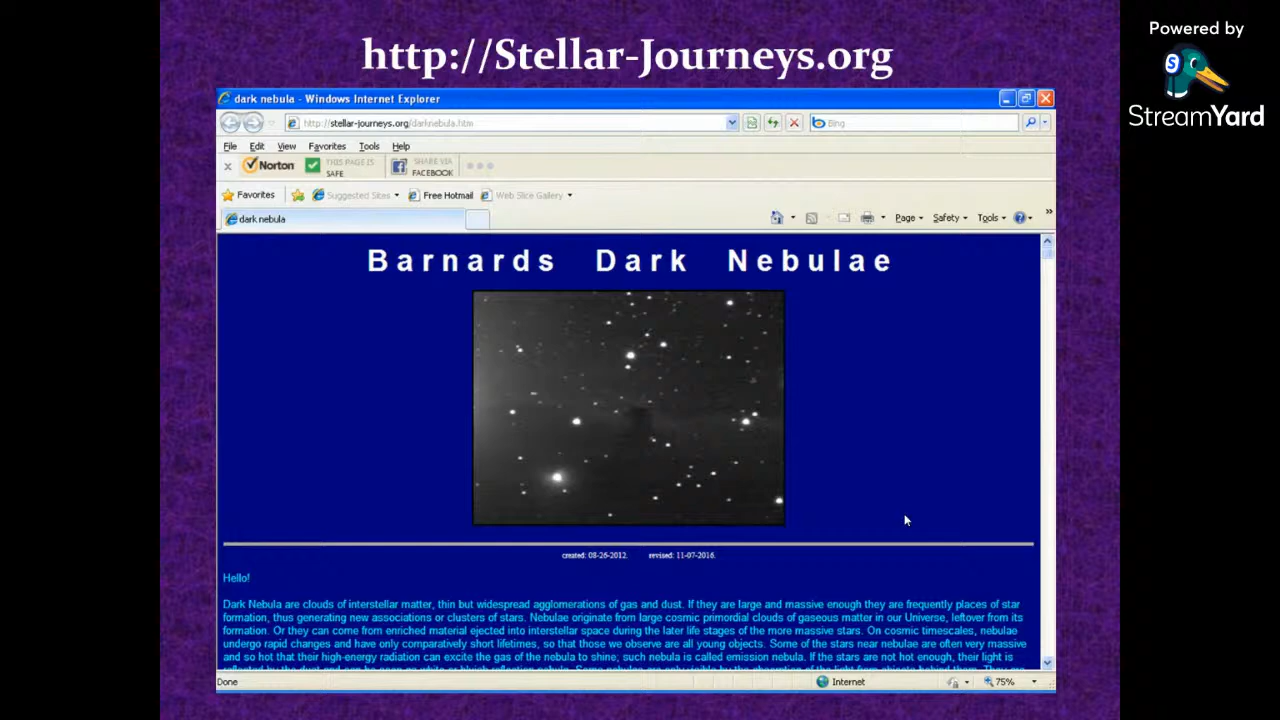 http://Stellar-Journeys.org
Powered by
StreamYard
dark nebula - Windows Internet Explorer
http://stellar-journeys.org/darknebula.htm
Bing
File Edit View Favorites Tools Help
x Norton THIS PAGE IS SAFE SHARE VIA FACEBOOK
Favorites Suggested Sites Free Hotmail Web Slice Gallery
dark nebula Page Safety Tools »
Barnards Dark Nebulae
created: 08-26-2012. revised: 11-07-2016.
Hello!
Dark Nebula are clouds of interstellar matter, thin but widespread agglomerations of gas and dust. If they are large and massive enough they are frequently places of star
formation, thus generating new associations or clusters of stars. Nebulae originate from large cosmic primordial clouds of gaseous matter in our Universe, leftover from its
formation. Or they can come from enriched material ejected into interstellar space during the later life stages of the more massive stars. On cosmic timescales, nebulae
undergo rapid changes and have only comparatively short lifetimes, so that those we observe are all young objects. Some of the stars near nebulae are often very massive
and so hot that their high-energy radiation can excite the gas of the nebula to shine; such nebula is called emission nebula. If the stars are not hot enough, their light is
Done Internet 75%